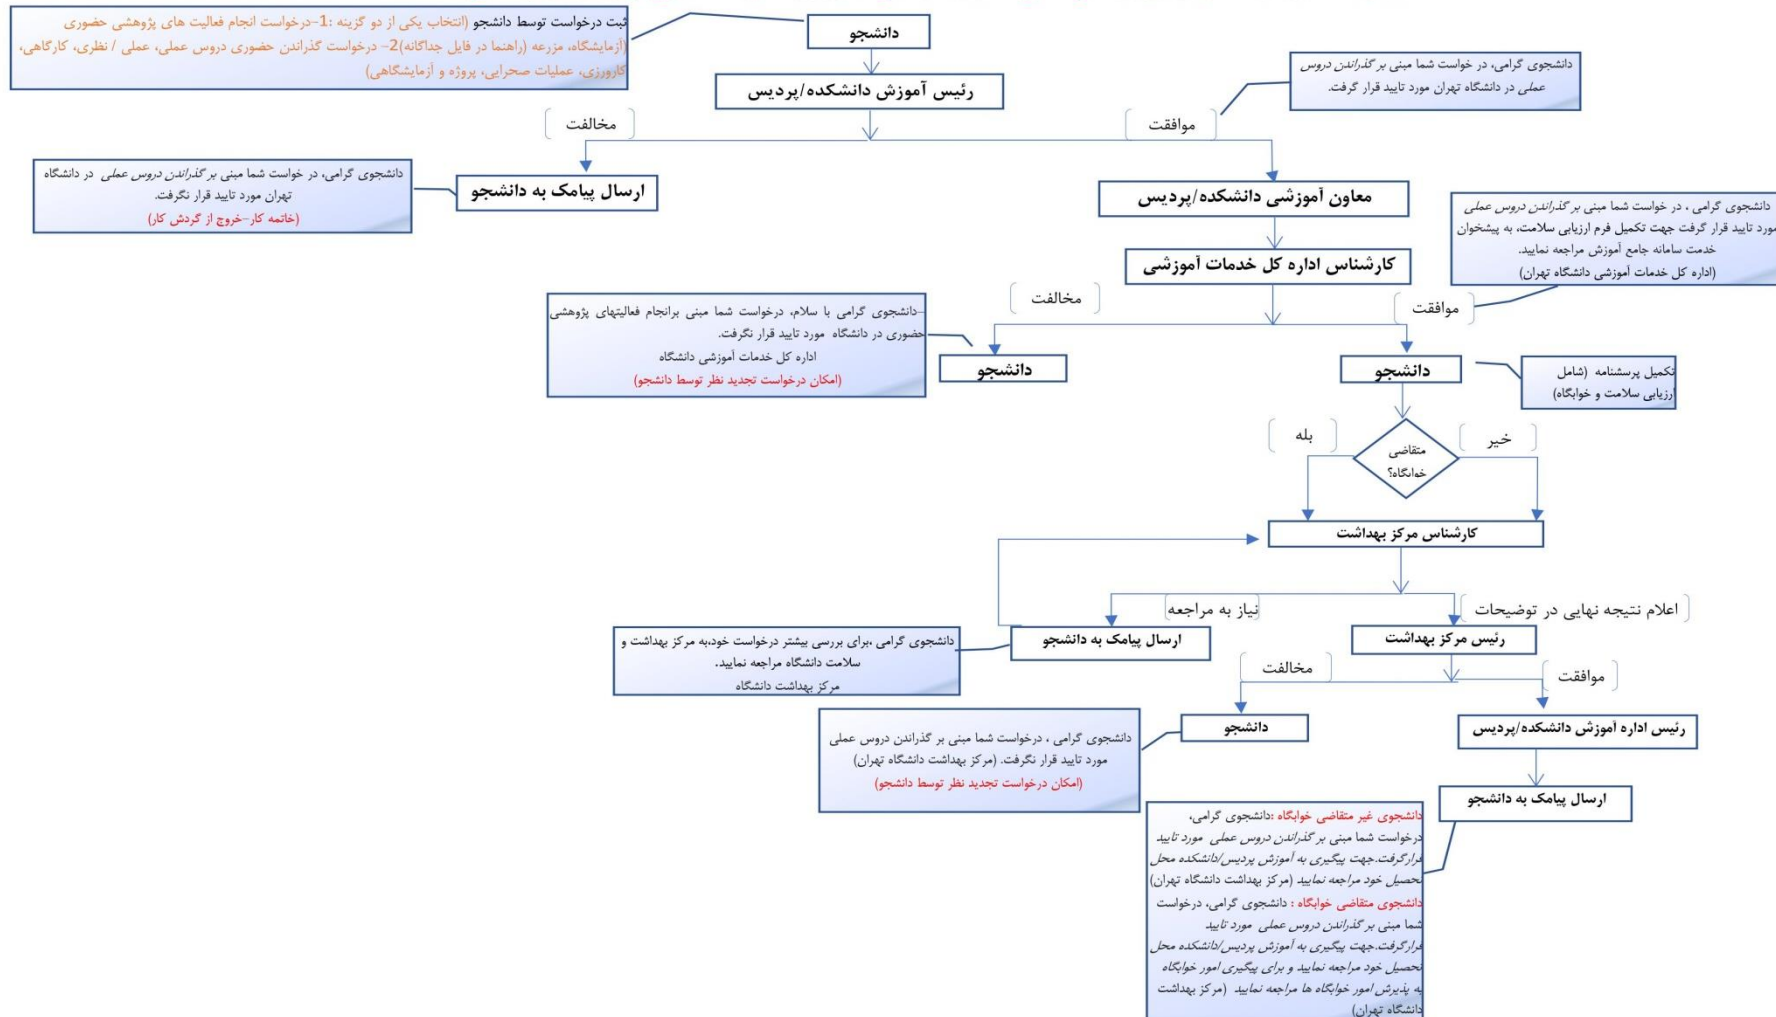 دانشجو
ثبت درخواست توسط دانشجو (انتخاب یکی از دو گزینه :1-درخواست انجام فعالیت های پژوهشی حضوری
(آزمایشگاه، مزرعه (راهنما در فایل جداگانه)2- درخواست گذراندن حضوری دروس عملی، عملی / نظری، کارگاهی،
کارورزی، عملیات صحرایی، پروژه و آزمایشگاهی)
رئیس آموزش دانشکده/پردیس
دانشجوی گرامی، در خواست شما مبنی بر گذراندن دروس
عملی در دانشگاه تهران مورد تایید قرار گرفت.
موافقت
مخالفت
ارسال پیامک به دانشجو
دانشجوی گرامی، در خواست شما مبنی بر گذراندن دروس عملی در دانشگاه
تهران مورد تایید قرار نگرفت.
(خاتمه کار-خروج از گردش کار)
معاون آموزشی دانشکده/پردیس
کارشناس اداره کل خدمات آموزشی
دانشجوی گرامی ، در خواست شما مبنی بر گذراندن دروس عملی
مورد تایید قرار گرفت جهت تکمیل فرم ارزیابی سلامت، به پیشخوان
خدمت سامانه جامع آموزش مراجعه نمایید.
(اداره کل خدمات آموزشی دانشگاه تهران)
موافقت
مخالفت
-دانشجوی گرامی با سلام، درخواست شما مبنی برانجام فعالیتهای پژوهشی
حضوری در دانشگاه مورد تایید قرار نگرفت.
اداره کل خدمات آموزشی دانشگاه
(امکان درخواست تجدید نظر توسط دانشجو)
دانشجو
دانشجو
تکمیل پرسشنامه (شامل
ارزیابی سلامت و خوابگاه)
متقاضی
خوابگاه؟
خیر
بله
کارشناس مرکز بهداشت
اعلام نتیجه نهایی در توضیحات
نیاز به مراجعه
رئیس مرکز بهداشت
ارسال پیامک به دانشجو
دانشجوی گرامی ،برای بررسی بیشتر درخواست خود،به مرکز بهداشت و
سلامت دانشگاه مراجعه نمایید.
مرکز بهداشت دانشگاه
موافقت
مخالفت
رئیس اداره آموزش دانشکده/پردیس
دانشجو
دانشجوی گرامی ، درخواست شما مبنی بر گذراندن دروس عملی
مورد تایید قرار نگرفت. (مرکز بهداشت دانشگاه تهران)
(امکان درخواست تجدید نظر توسط دانشجو)
ارسال پیامک به دانشجو
دانشجوی غیر متقاضی خوابگاه :دانشجوی گرامی،
درخواست شما مبنی بر گذراندن دروس عملی مورد تایید
قرارگرفت.جهت پیگیری به آموزش پردیس/دانشکده محل
تحصیل خود مراجعه نمایید (مرکز بهداشت دانشگاه تهران)
دانشجوی متقاضی خوابگاه : دانشجوی گرامی، درخواست
شما مبنی بر گذراندن دروس عملی مورد تایید
قرارگرفت.جهت پیگیری به آموزش پردیس/دانشکده محل
تحصیل خود مراجعه نمایید و برای پیگیری امور خوابگاه
به پذیرش امور خوابگاه ها مراجعه نمایید (مرکز بهداشت
دانشگاه تهران)